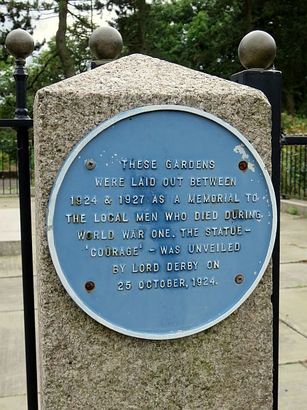 THESE GARDENS
WERE LAID OUT BETWEEN
1924 & 1927 AS A MEMORIAL TO
THE LOCAL MEN WHO DIED DURING
WORLD WAR ONE. THE STATUE-
'COURAGE' - WAS UNVEILED
BY LORD DERBY ON
25 OCTOBER, 1924.